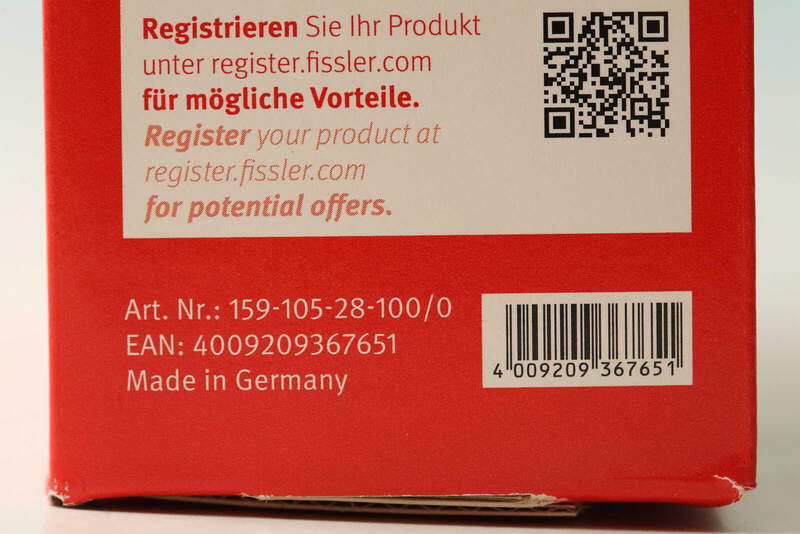 Registrieren Sie Ihr Produkt
unter register.fissler.com
für mögliche Vorteile.
Register your product at
register.fissler.com
for potential offers.
Art. Nr.: 159-105-28-100/0
EAN: 4009209367651
Made in Germany
4 009209 367651